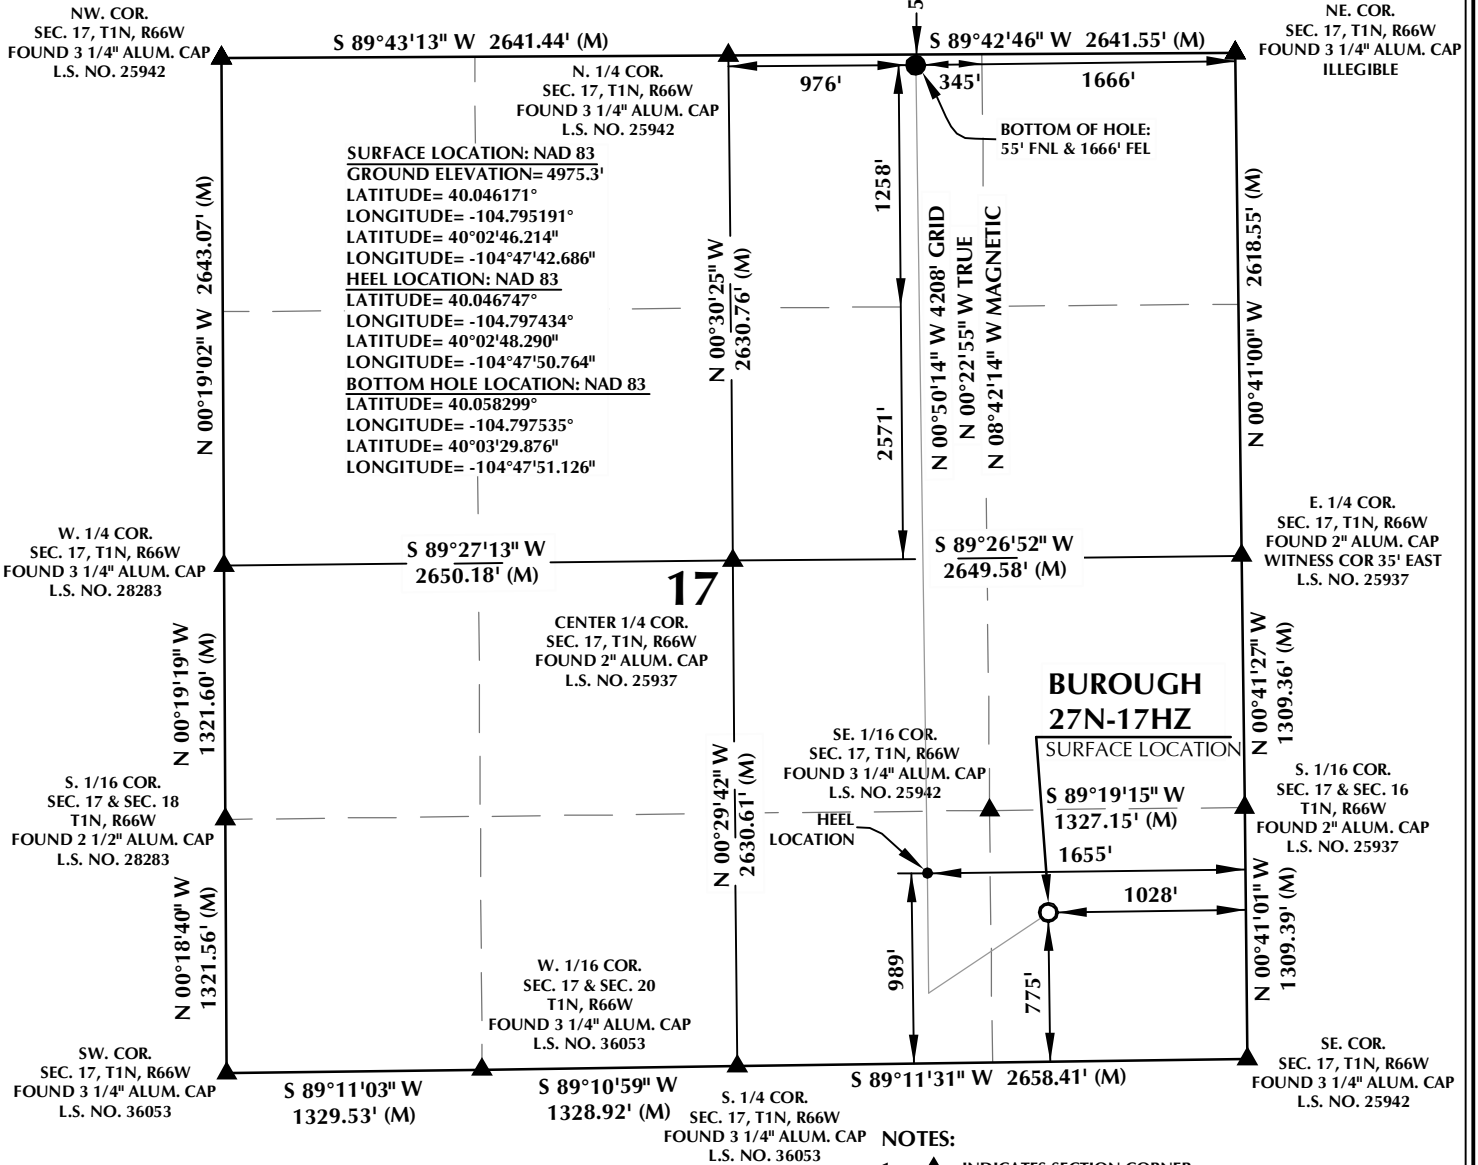 NW. COR.
SEC. 17, T1N, R66W
FOUND 3 1/4" ALUM. CAP
L.S. NO. 25942
S 89°43'13" W 2641.44' (M)
N. 1/4 COR.
SEC. 17, T1N, R66W
FOUND 3 1/4" ALUM. CAP
L.S. NO. 25942
5
S 89°42'46" W 2641.55' (M)
976'
345'
1666'
NE. COR.
SEC. 17, T1N, R66W
FOUND 3 1/4" ALUM. CAP
ILLEGIBLE
BOTTOM OF HOLE:
55' FNL & 1666' FEL
SURFACE LOCATION: NAD 83
GROUND ELEVATION= 4975.3'
LATITUDE= 40.046171°
LONGITUDE= -104.795191°
LATITUDE= 40°02'46.214"
LONGITUDE= -104°47'42.686"
HEEL LOCATION: NAD 83
LATITUDE= 40.046747°
LONGITUDE= -104.797434°
LATITUDE= 40°02'48.290"
LONGITUDE= -104°47'50.764"
BOTTOM HOLE LOCATION: NAD 83
LATITUDE= 40.058299°
LONGITUDE= -104.797535°
LATITUDE= 40°03'29.876"
LONGITUDE= -104°47'51.126"
N 00°19'02" W 2643.07' (M)
N 00°30'25" W
2630.76' (M)
1258'
2571'
N 00°50'14" W 4208' GRID
N 00°22'55" W TRUE
N 08°42'14" W MAGNETIC
N 00°41'00" W 2618.55' (M)
W. 1/4 COR.
SEC. 17, T1N, R66W
FOUND 3 1/4" ALUM. CAP
L.S. NO. 28283
S 89°27'13" W
2650.18' (M)
17
CENTER 1/4 COR.
SEC. 17, T1N, R66W
FOUND 2" ALUM. CAP
L.S. NO. 25937
S 89°26'52" W
2649.58' (M)
E. 1/4 COR.
SEC. 17, T1N, R66W
FOUND 2" ALUM. CAP
WITNESS COR 35' EAST
L.S. NO. 25937
N 00°19'19" W
1321.60' (M)
N 00°29'42" W
2630.61' (M)
BUROUGH
27N-17HZ
SURFACE LOCATION
N 00°41'27" W
1309.36' (M)
SE. 1/16 COR.
SEC. 17, T1N, R66W
FOUND 3 1/4" ALUM. CAP
L.S. NO. 25942
S. 1/16 COR.
SEC. 17 & SEC. 18
T1N, R66W
FOUND 2 1/2" ALUM. CAP
L.S. NO. 28283
S 89°19'15" W
1327.15' (M)
S. 1/16 COR.
SEC. 17 & SEC. 16
T1N, R66W
FOUND 2" ALUM. CAP
L.S. NO. 25937
HEEL
LOCATION
1655'
1028'
989'
775'
N 00°18'40" W
1321.56' (M)
N 00°41'01" W
1309.39' (M)
W. 1/16 COR.
SEC. 17 & SEC. 20
T1N, R66W
FOUND 3 1/4" ALUM. CAP
L.S. NO. 36053
SW. COR.
SEC. 17, T1N, R66W
FOUND 3 1/4" ALUM. CAP
L.S. NO. 36053
S 89°11'03" W
1329.53' (M)
S 89°10'59" W
1328.92' (M)
S. 1/4 COR.
SEC. 17, T1N, R66W
FOUND 3 1/4" ALUM. CAP
L.S. NO. 36053
S 89°11'31" W 2658.41' (M)
SE. COR.
SEC. 17, T1N, R66W
FOUND 3 1/4" ALUM. CAP
L.S. NO. 25942
NOTES:
INDICATES SECTION CORNER